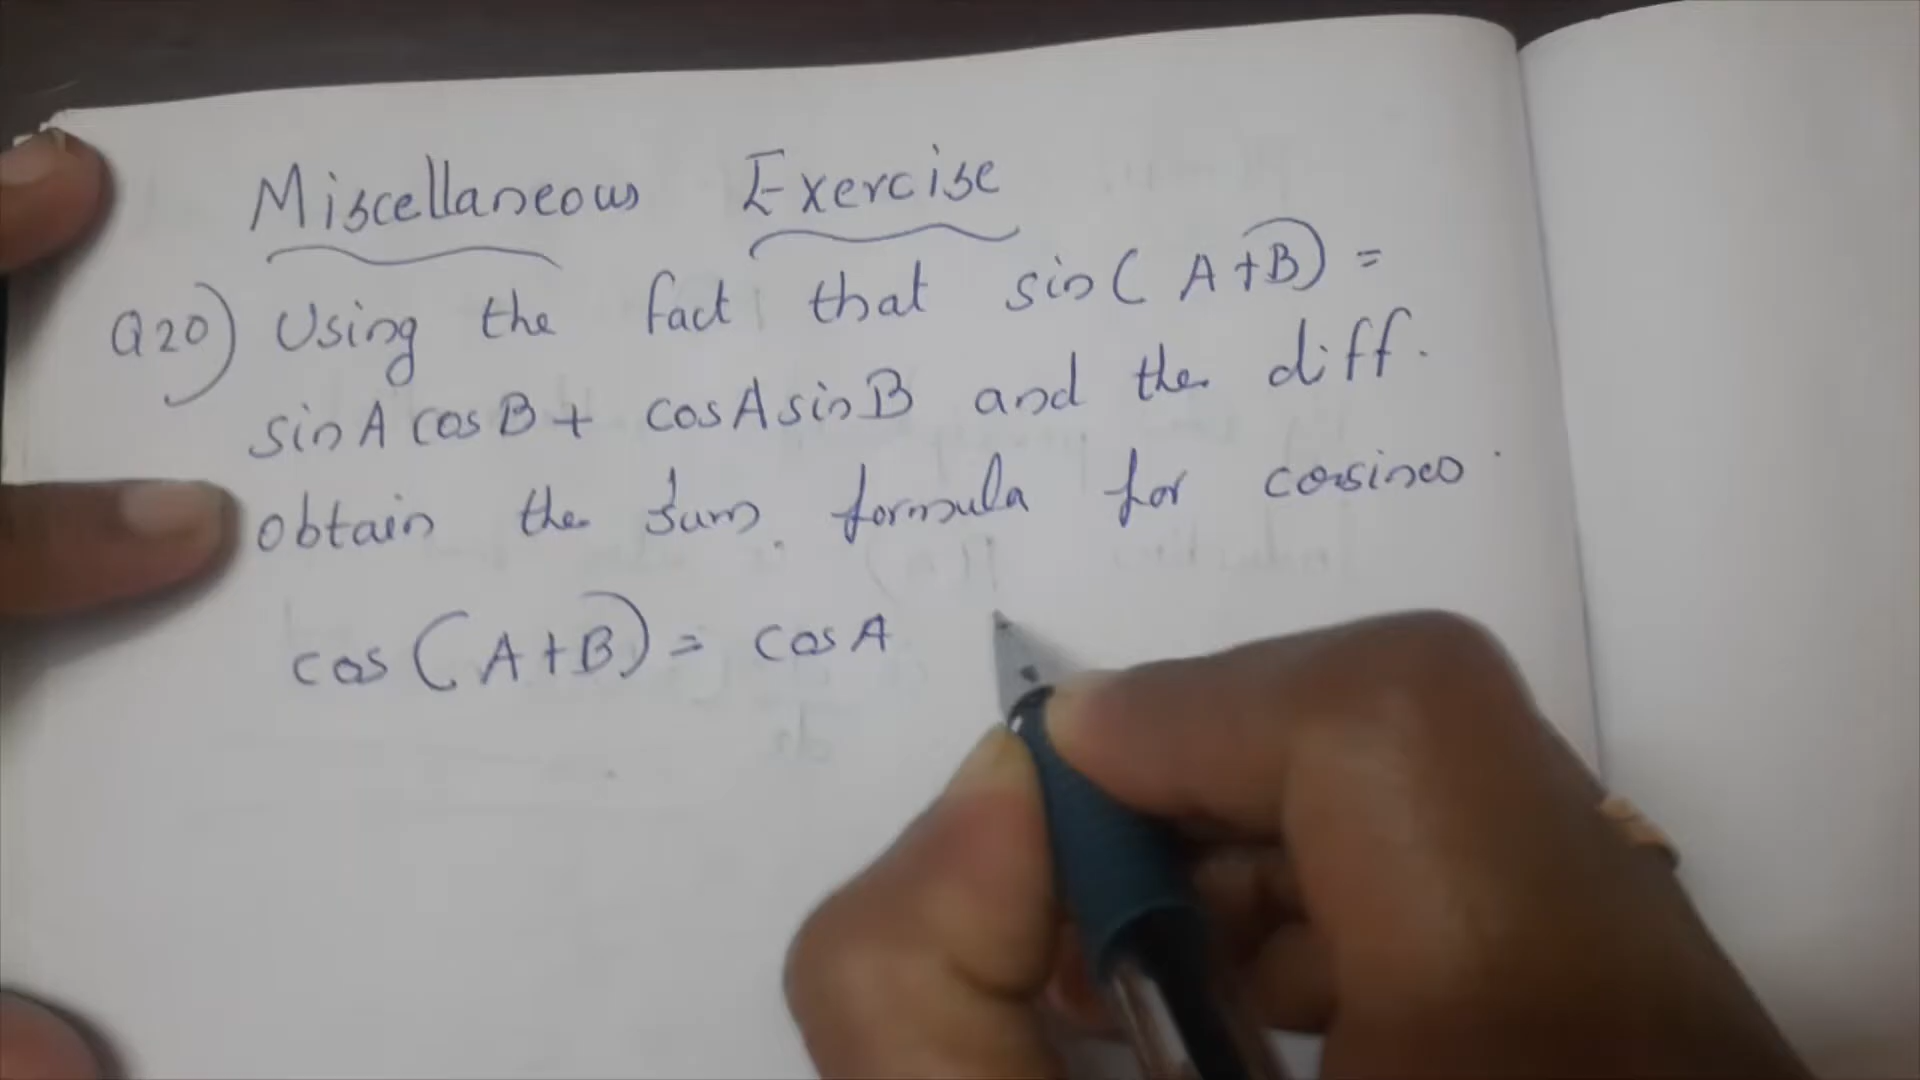 Miscellaneous Exercise
Q20) Using the fact that sin(A+B) =
sinA cosB + cosA sinB and the diff.
obtain the sum formula for cosines.
cos(A+B) = cosA